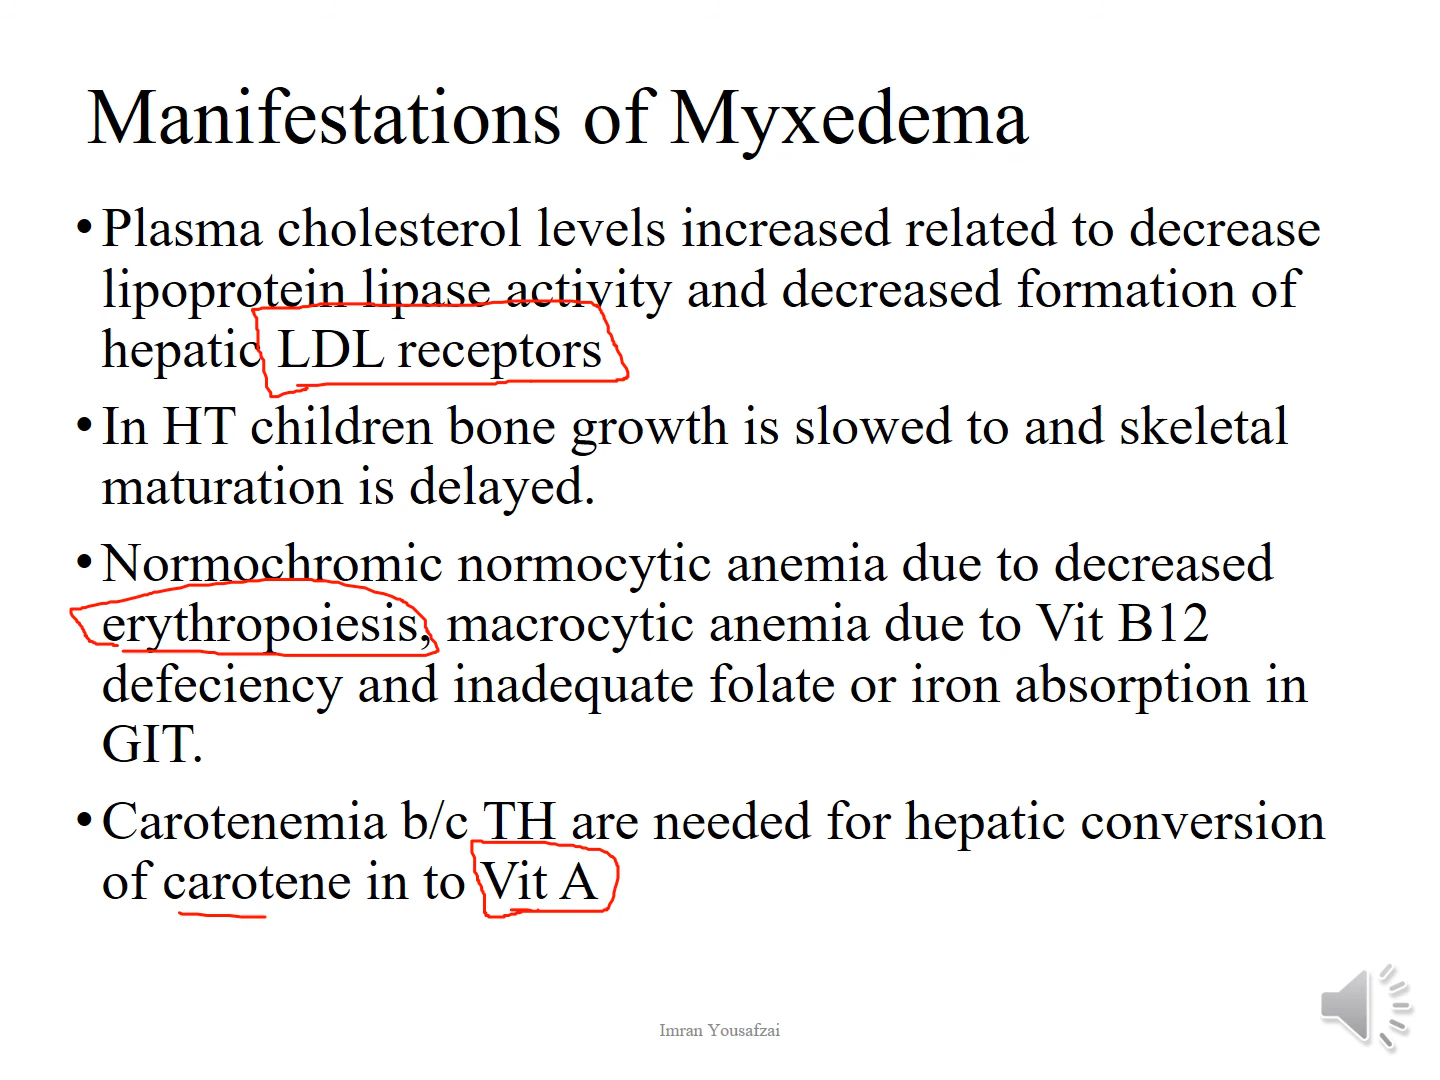 Manifestations of Myxedema
• Plasma cholesterol levels increased related to decrease
lipoprotein lipase activity and decreased formation of
hepatic LDL receptors
• In HT children bone growth is slowed to and skeletal
maturation is delayed.
• Normochromic normocytic anemia due to decreased
erythropoiesis, macrocytic anemia due to Vit B12
defeciency and inadequate folate or iron absorption in
GIT.
• Carotenemia b/c TH are needed for hepatic conversion
of carotene in to Vit A
Imran Yousafzai